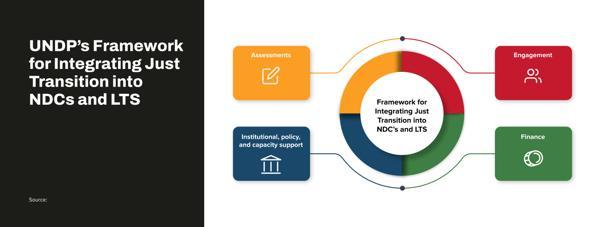 UNDP's Framework
for Integrating Just
Transition into
NDCs and LTS
Source:
Assessments
Engagement
Framework for
Integrating Just
Transition into
NDC's and LTS
Institutional, policy,
and capacity support
Finance